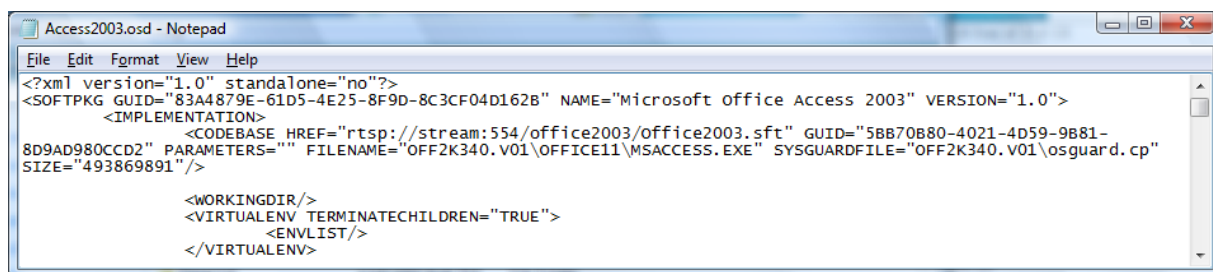 Access2003.osd - Notepad
File Edit Format View Help
<?xml version="1.0" standalone="no"?>
<SOFTPKG GUID="83A4879E-61D5-4E25-8F9D-8C3CF04D162B" NAME="Microsoft Office Access 2003" VERSION="1.0">
<IMPLEMENTATION>
<CODEBASE HREF="rtsp://stream:554/office2003/Office2003.sft" GUID="5BB70B80-4021-4D59-9B81-
8D9AD980CCD2" PARAMETERS="" FILENAME="OFF2K340.V01\OFFICE11\MSACCESS.EXE" SYSGUARDFILE="OFF2K340.V01\osguard.cp"
SIZE="493869891"/>
<WORKINGDIR/>
<VIRTUALENV TERMINATECHILDREN="TRUE">
<ENVLIST/>
</VIRTUALENV>